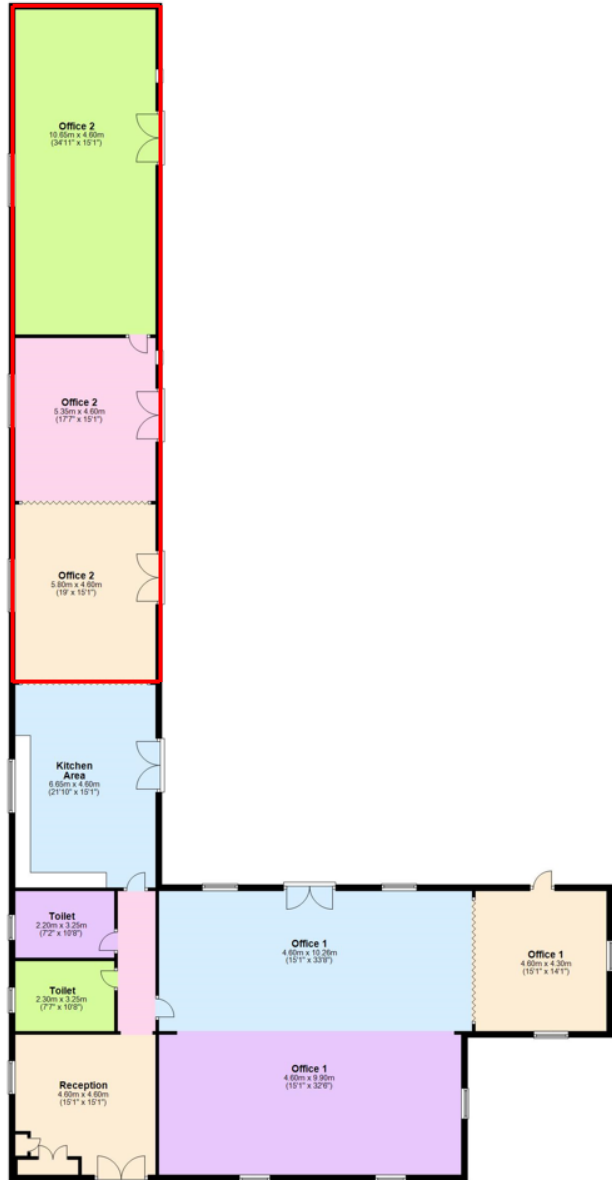 Office 2
10.65m x 4.60m
(34'11" x 15'1")
Office 2
5.35m x 4.60m
(17'7" x 15'1")
Office 2
5.80m x 4.60m
(19' x 15'1")
Kitchen
Area
6.65m x 4.60m
(21'10" x 15'1")
Toilet
2.20m x 3.25m
(7'2" x 10'8")
Office 1
4.60m x 10.26m
(15'1" x 33'8")
Office 1
4.60m x 4.30m
(15'1" x 14'1")
Toilet
2.30m x 3.25m
(7'7" x 10'8")
Reception
4.60m x 4.60m
(15'1" x 15'1")
Office 1
4.60m x 9.90m
(15'1" x 32'6")